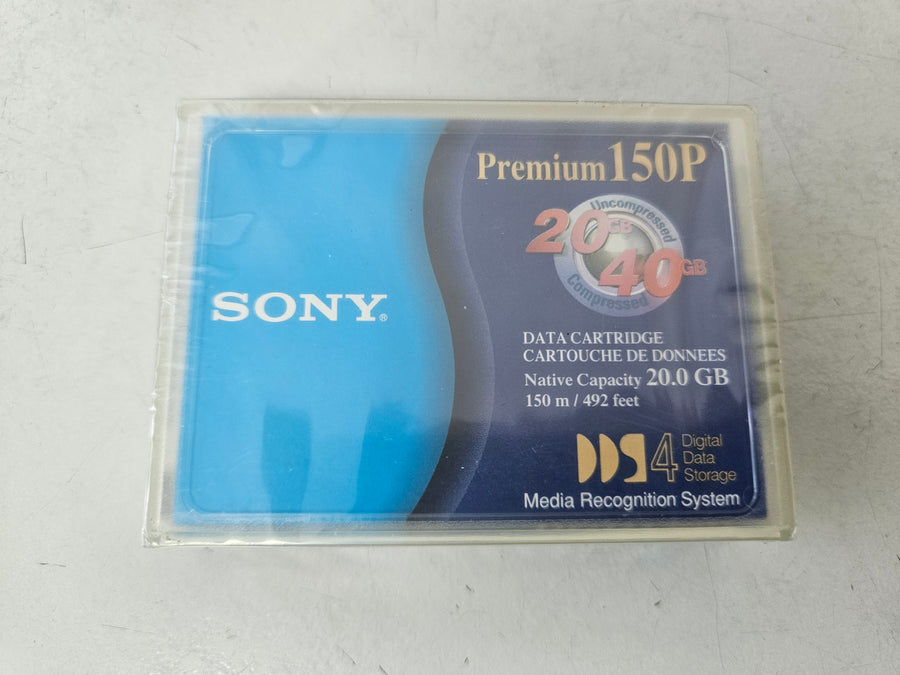 SONY®
Premium 150P
Uncompressed
20GB
40GB
Compressed
DATA CARTRIDGE
CARTOUCHE DE DONNEES
Native Capacity 20.0 GB
150 m / 492 feet
DDS4 Digital
Data
Storage
Media Recognition System